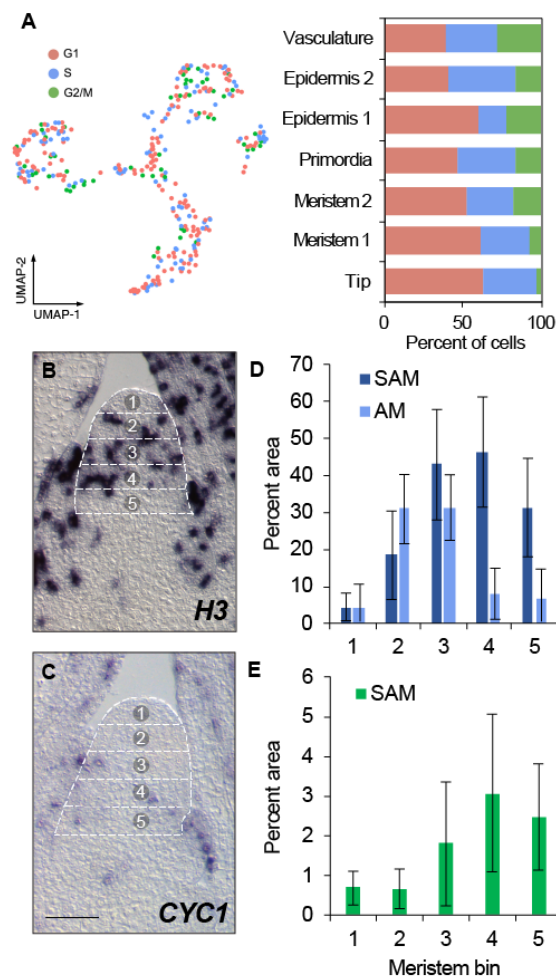 A
G1
S
G2/M
UMAP-2
UMAP-1
Vasculature
Epidermis 2
Epidermis 1
Primordia
Meristem 2
Meristem 1
Tip
0 50 100
Percent of cells
B
1
2
3
4
5
H3
D
SAM
AM
Percent area
70
60
50
40
30
20
10
0
1 2 3 4 5
C
1
2
3
4
5
CYC1
E
SAM
Percent area
6
5
4
3
2
1
0
1 2 3 4 5
Meristem bin